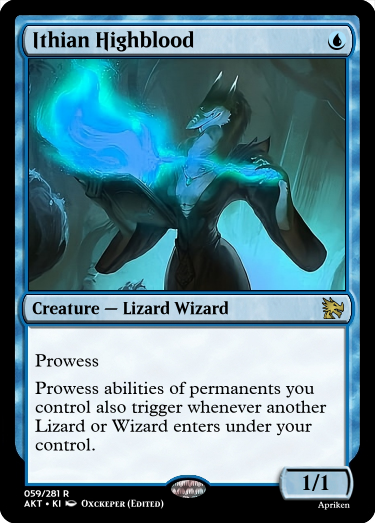 Ithian Highblood
Creature — Lizard Wizard
Prowess
Prowess abilities of permanents you
control also trigger whenever another
Lizard or Wizard enters under your
control.
1/1
059/281 R
AKT • KI Oxckeper (Edited)
Apriken